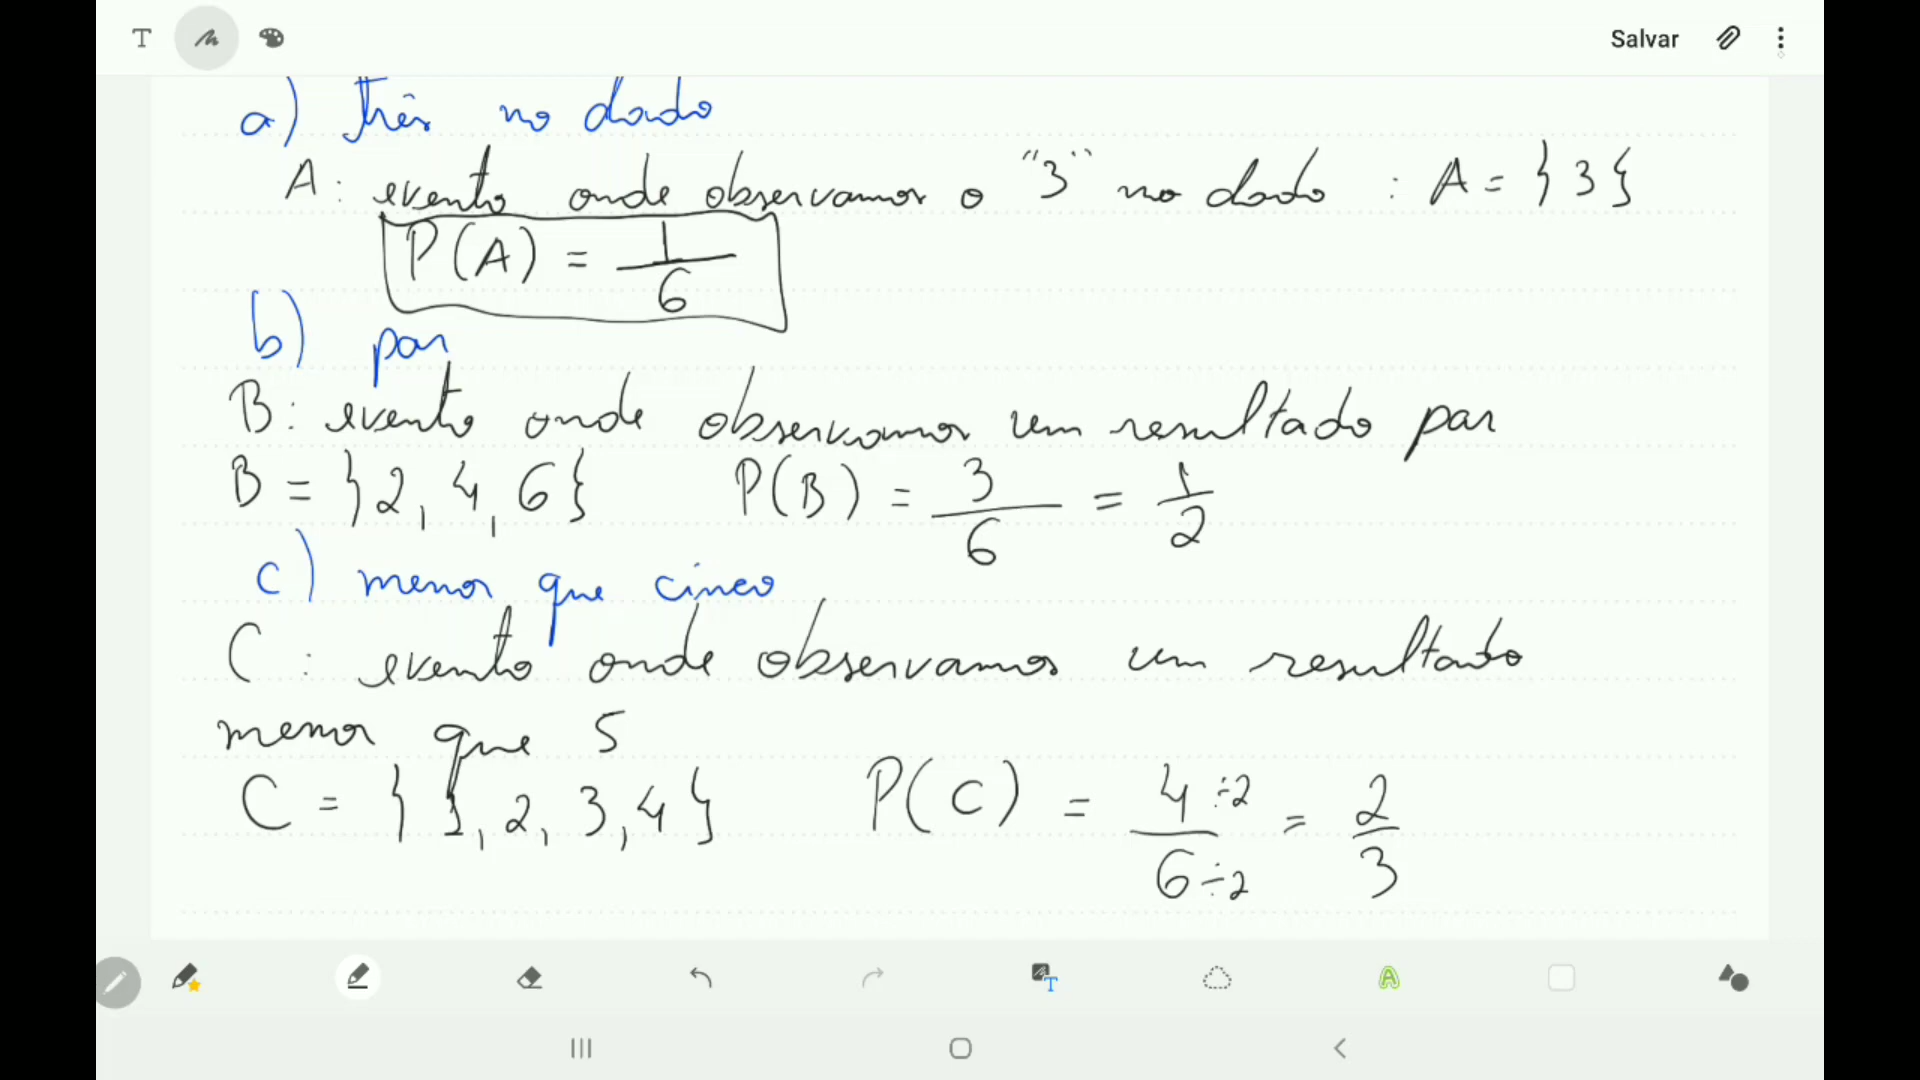 T Salvar
a) três no dado
A: evento onde observamos o "3" no dado : A = }3{
P(A) = 1/6
b) par
B: evento onde observamos um resultado par
B = }2, 4, 6{ P(B) = 3/6 = 1/2
c) menor que cinco
C: evento onde observamos um resultado
menor que 5
C = }1, 2, 3, 4{ P(C) = 4÷2/6÷2 = 2/3
T A